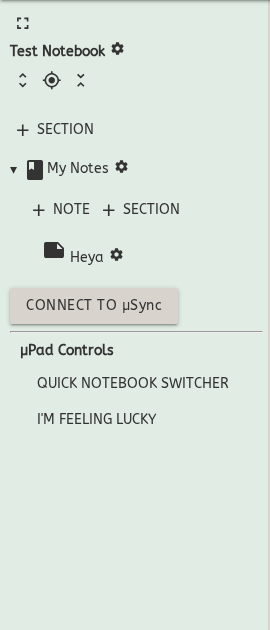 Test Notebook
+ SECTION
My Notes
+ NOTE + SECTION
Heya
CONNECT TO µSync
µPad Controls
QUICK NOTEBOOK SWITCHER
I'M FEELING LUCKY